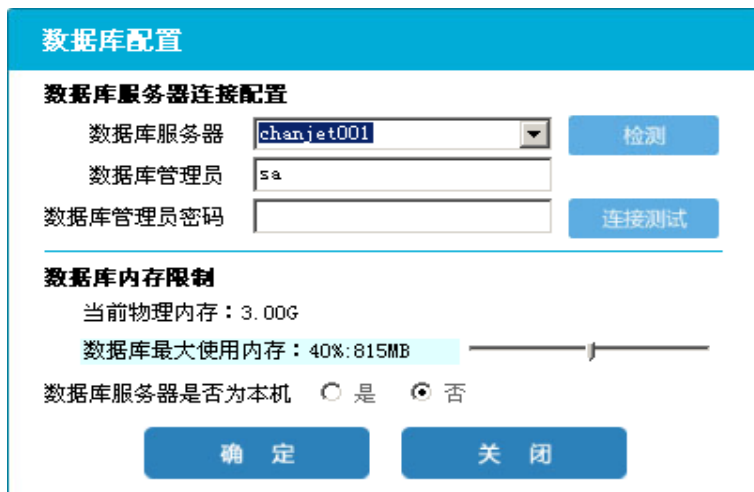 数据库配置
数据库服务器连接配置
数据库服务器 chanjet001 检测
数据库管理员 sa
数据库管理员密码 连接测试
数据库内存限制
当前物理内存：3.00G
数据库最大使用内存：40%:815MB
数据库服务器是否为本机 是 否
确 定 关 闭